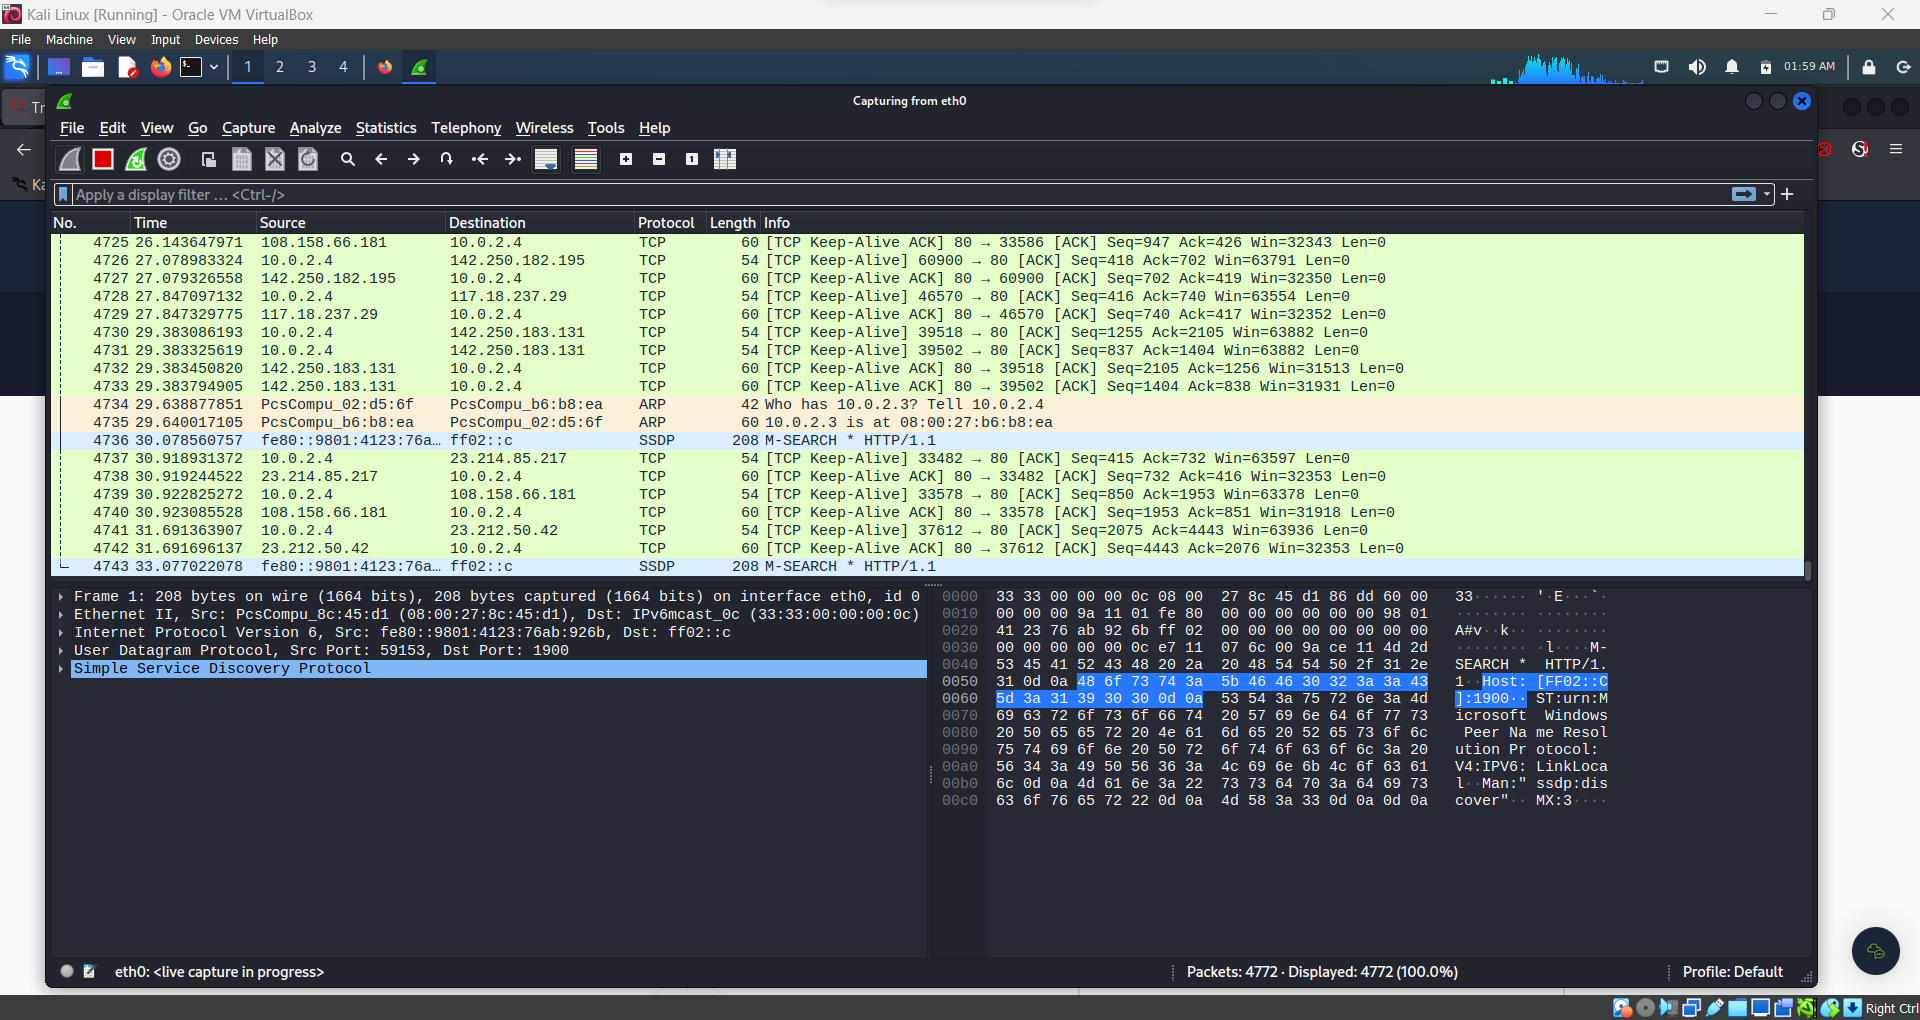 Kali Linux [Running] - Oracle VM VirtualBox
File Machine View Input Devices Help
1 2 3 4 01:59 AM
Tr Capturing from eth0
File Edit View Go Capture Analyze Statistics Telephony Wireless Tools Help
Ka
Apply a display filter … <Ctrl-/>
No. Time Source Destination Protocol Length Info
4725 26.143647971 108.158.66.181 10.0.2.4 TCP 60 [TCP Keep-Alive ACK] 80 → 33586 [ACK] Seq=947 Ack=426 Win=32343 Len=0
4726 27.078983324 10.0.2.4 142.250.182.195 TCP 54 [TCP Keep-Alive] 60900 → 80 [ACK] Seq=418 Ack=702 Win=63791 Len=0
4727 27.079326558 142.250.182.195 10.0.2.4 TCP 60 [TCP Keep-Alive ACK] 80 → 60900 [ACK] Seq=702 Ack=419 Win=32350 Len=0
4728 27.847097132 10.0.2.4 117.18.237.29 TCP 54 [TCP Keep-Alive] 46570 → 80 [ACK] Seq=416 Ack=740 Win=63554 Len=0
4729 27.847329775 117.18.237.29 10.0.2.4 TCP 60 [TCP Keep-Alive ACK] 80 → 46570 [ACK] Seq=740 Ack=417 Win=32352 Len=0
4730 29.383086193 10.0.2.4 142.250.183.131 TCP 54 [TCP Keep-Alive] 39518 → 80 [ACK] Seq=1255 Ack=2105 Win=63882 Len=0
4731 29.383325619 10.0.2.4 142.250.183.131 TCP 54 [TCP Keep-Alive] 39502 → 80 [ACK] Seq=837 Ack=1404 Win=63882 Len=0
4732 29.383450820 142.250.183.131 10.0.2.4 TCP 60 [TCP Keep-Alive ACK] 80 → 39518 [ACK] Seq=2105 Ack=1256 Win=31513 Len=0
4733 29.383794905 142.250.183.131 10.0.2.4 TCP 60 [TCP Keep-Alive ACK] 80 → 39502 [ACK] Seq=1404 Ack=838 Win=31931 Len=0
4734 29.638877851 PcsCompu_02:d5:6f PcsCompu_b6:b8:ea ARP 42 Who has 10.0.2.3? Tell 10.0.2.4
4735 29.640017105 PcsCompu_b6:b8:ea PcsCompu_02:d5:6f ARP 60 10.0.2.3 is at 08:00:27:b6:b8:ea
4736 30.078560757 fe80::9801:4123:76a… ff02::c SSDP 208 M-SEARCH * HTTP/1.1
4737 30.918931372 10.0.2.4 23.214.85.217 TCP 54 [TCP Keep-Alive] 33482 → 80 [ACK] Seq=415 Ack=732 Win=63597 Len=0
4738 30.919244522 23.214.85.217 10.0.2.4 TCP 60 [TCP Keep-Alive ACK] 80 → 33482 [ACK] Seq=732 Ack=416 Win=32353 Len=0
4739 30.922825272 10.0.2.4 108.158.66.181 TCP 54 [TCP Keep-Alive] 33578 → 80 [ACK] Seq=850 Ack=1953 Win=63378 Len=0
4740 30.923085528 108.158.66.181 10.0.2.4 TCP 60 [TCP Keep-Alive ACK] 80 → 33578 [ACK] Seq=1953 Ack=851 Win=31918 Len=0
4741 31.691363907 10.0.2.4 23.212.50.42 TCP 54 [TCP Keep-Alive] 37612 → 80 [ACK] Seq=2075 Ack=4443 Win=63936 Len=0
4742 31.691696137 23.212.50.42 10.0.2.4 TCP 60 [TCP Keep-Alive ACK] 80 → 37612 [ACK] Seq=4443 Ack=2076 Win=32353 Len=0
4743 33.077022078 fe80::9801:4123:76a… ff02::c SSDP 208 M-SEARCH * HTTP/1.1
Frame 1: 208 bytes on wire (1664 bits), 208 bytes captured (1664 bits) on interface eth0, id 0
Ethernet II, Src: PcsCompu_8c:45:d1 (08:00:27:8c:45:d1), Dst: IPv6mcast_0c (33:33:00:00:00:0c)
Internet Protocol Version 6, Src: fe80::9801:4123:76ab:926b, Dst: ff02::c
User Datagram Protocol, Src Port: 59153, Dst Port: 1900
Simple Service Discovery Protocol
0000 33 33 00 00 00 0c 08 00 27 8c 45 d1 86 dd 60 00 33······ '·E···`·
0010 00 00 00 9a 11 01 fe 80 00 00 00 00 00 00 98 01 ········ ········
0020 41 23 76 ab 92 6b ff 02 00 00 00 00 00 00 00 00 A#v··k·· ········
0030 00 00 00 00 00 0c e7 11 07 6c 00 9a ce 11 4d 2d ········ ·l····M-
0040 53 45 41 52 43 48 20 2a 20 48 54 54 50 2f 31 2e SEARCH * HTTP/1.
0050 31 0d 0a 48 6f 73 74 3a 5b 46 46 30 32 3a 3a 43 1··Host: [FF02::C
0060 5d 3a 31 39 30 30 0d 0a 53 54 3a 75 72 6e 3a 4d ]:1900·· ST:urn:M
0070 69 63 72 6f 73 6f 66 74 20 57 69 6e 64 6f 77 73 icrosoft Windows
0080 20 50 65 65 72 20 4e 61 6d 65 20 52 65 73 6f 6c Peer Na me Resol
0090 75 74 69 6f 6e 20 50 72 6f 74 6f 63 6f 6c 3a 20 ution Pr otocol:
00a0 56 34 3a 49 50 56 36 3a 4c 69 6e 6b 4c 6f 63 61 V4:IPV6: LinkLoca
00b0 6c 0d 0a 4d 61 6e 3a 22 73 73 64 70 3a 64 69 73 l··Man:" ssdp:dis
00c0 63 6f 76 65 72 22 0d 0a 4d 58 3a 33 0d 0a 0d 0a cover"·· MX:3····
eth0: <live capture in progress> Packets: 4772 · Displayed: 4772 (100.0%) Profile: Default
Right Ctrl